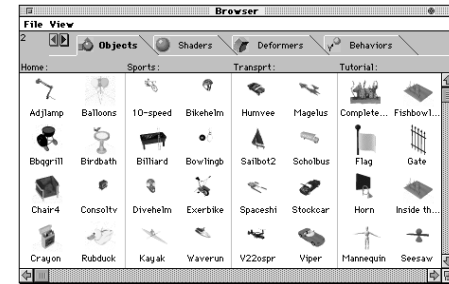 Browser
File View
2 Objects Shaders Deformers Behaviors
Home: Sports: Transprt: Tutorial:
Adjlamp Balloons 10-speed Bikehelm Humvee Magelus Complete... Fishbowl...
Bbqgrill Birdbath Billiard Bowlingb Sailbot2 Scholbus Flag Gate
Chair4 Consoltv Divehelm Exerbike Spaceshi Stockcar Horn Inside th...
Crayon Rubduck Kayak Waverun V22ospr Viper Mannequin Seesaw